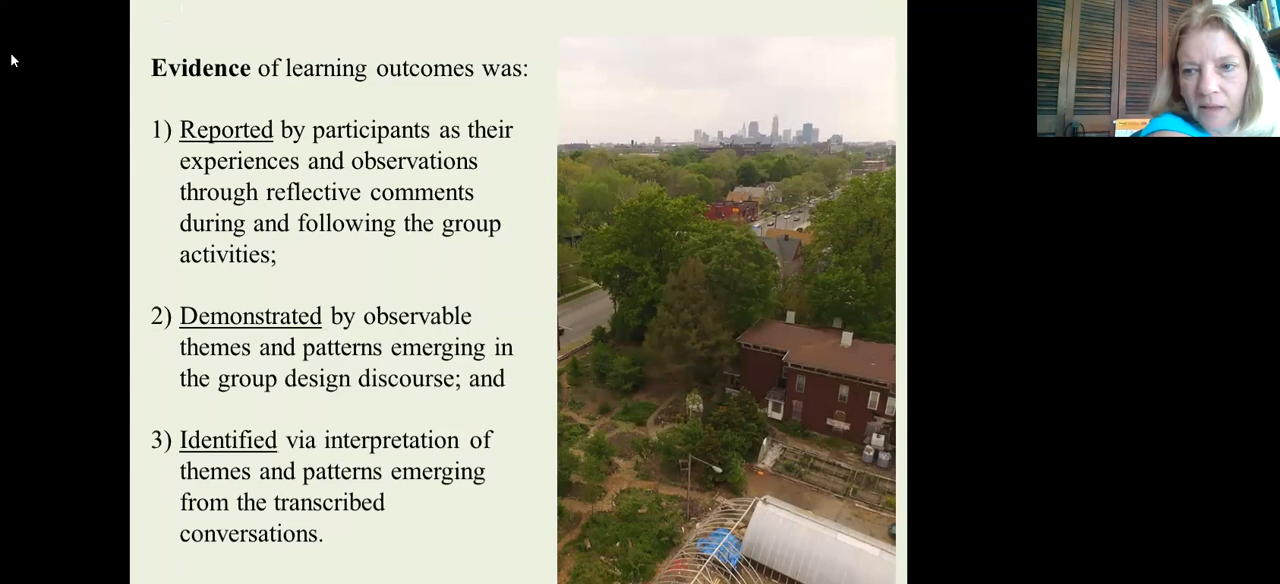 Evidence of learning outcomes was:
1) Reported by participants as their
experiences and observations
through reflective comments
during and following the group
activities;
2) Demonstrated by observable
themes and patterns emerging in
the group design discourse; and
3) Identified via interpretation of
themes and patterns emerging
from the transcribed
conversations.